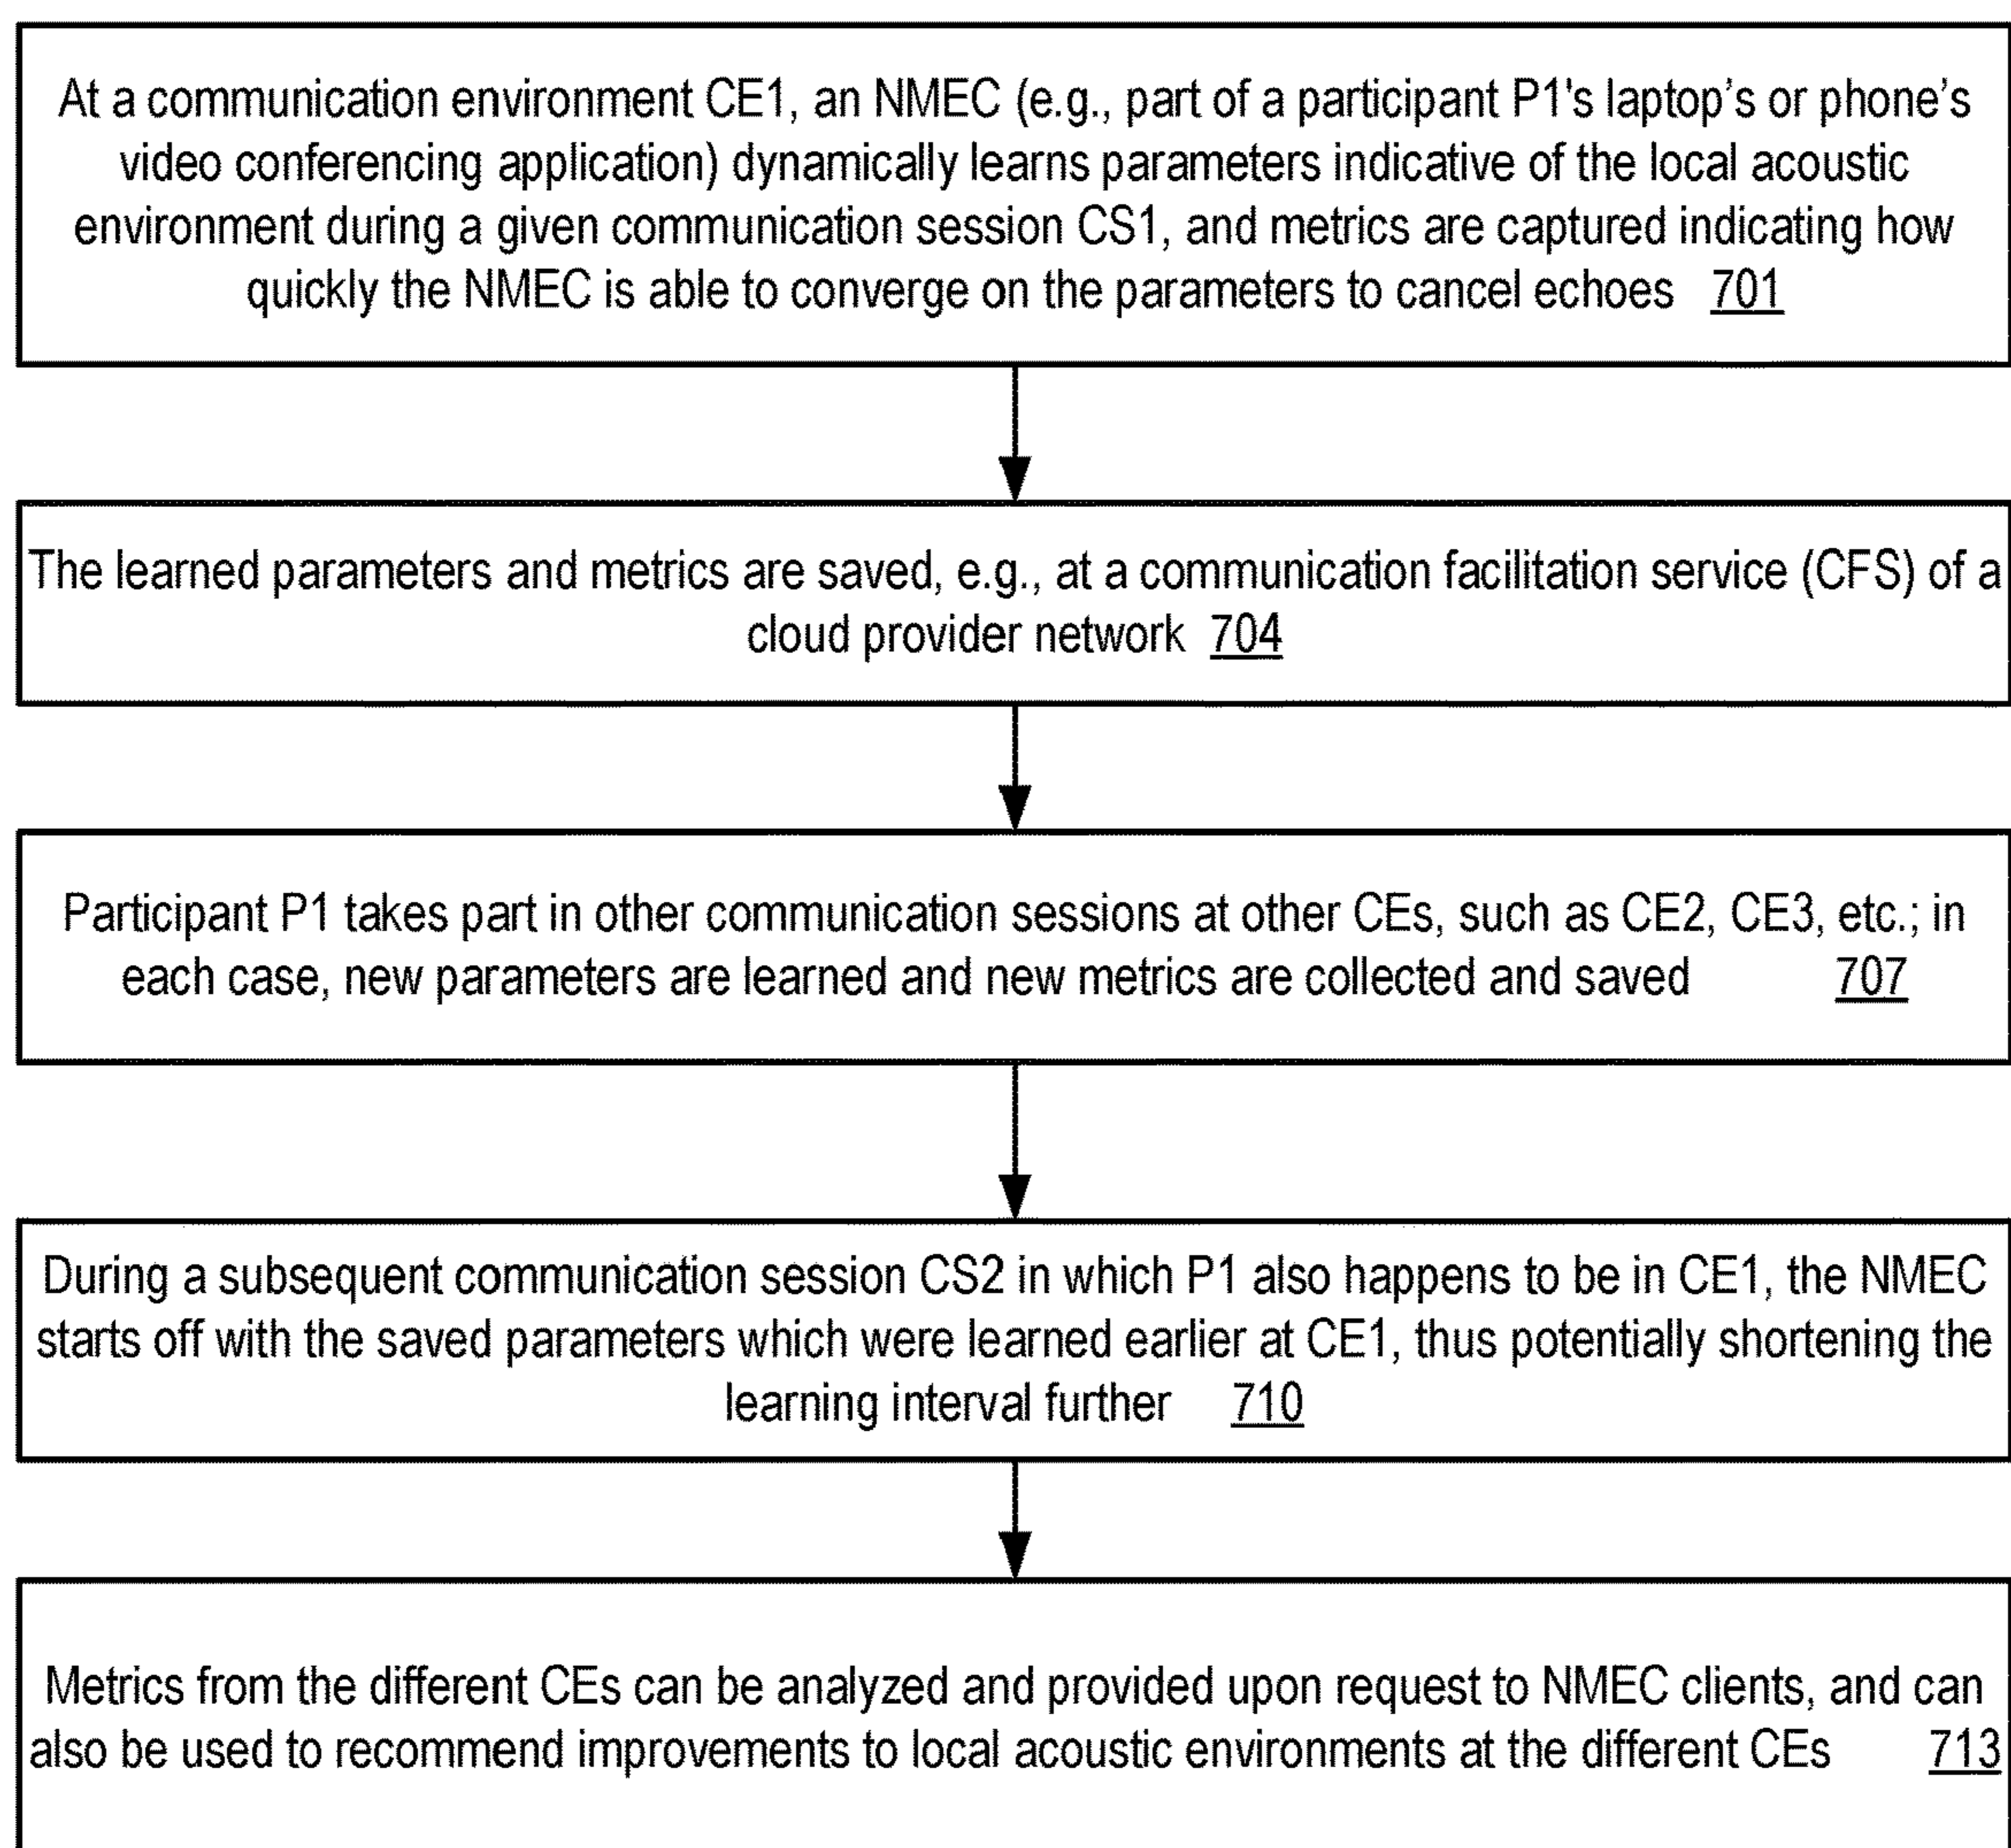 At a communication environment CE1, an NMEC (e.g., part of a participant P1's laptop’s or phone’s
video conferencing application) dynamically learns parameters indicative of the local acoustic
environment during a given communication session CS1, and metrics are captured indicating how
quickly the NMEC is able to converge on the parameters to cancel echoes 701
The learned parameters and metrics are saved, e.g., at a communication facilitation service (CFS) of a
cloud provider network 704
Participant P1 takes part in other communication sessions at other CEs, such as CE2, CE3, etc.; in
each case, new parameters are learned and new metrics are collected and saved 707
During a subsequent communication session CS2 in which P1 also happens to be in CE1, the NMEC
starts off with the saved parameters which were learned earlier at CE1, thus potentially shortening the
learning interval further 710
Metrics from the different CEs can be analyzed and provided upon request to NMEC clients, and can
also be used to recommend improvements to local acoustic environments at the different CEs 713